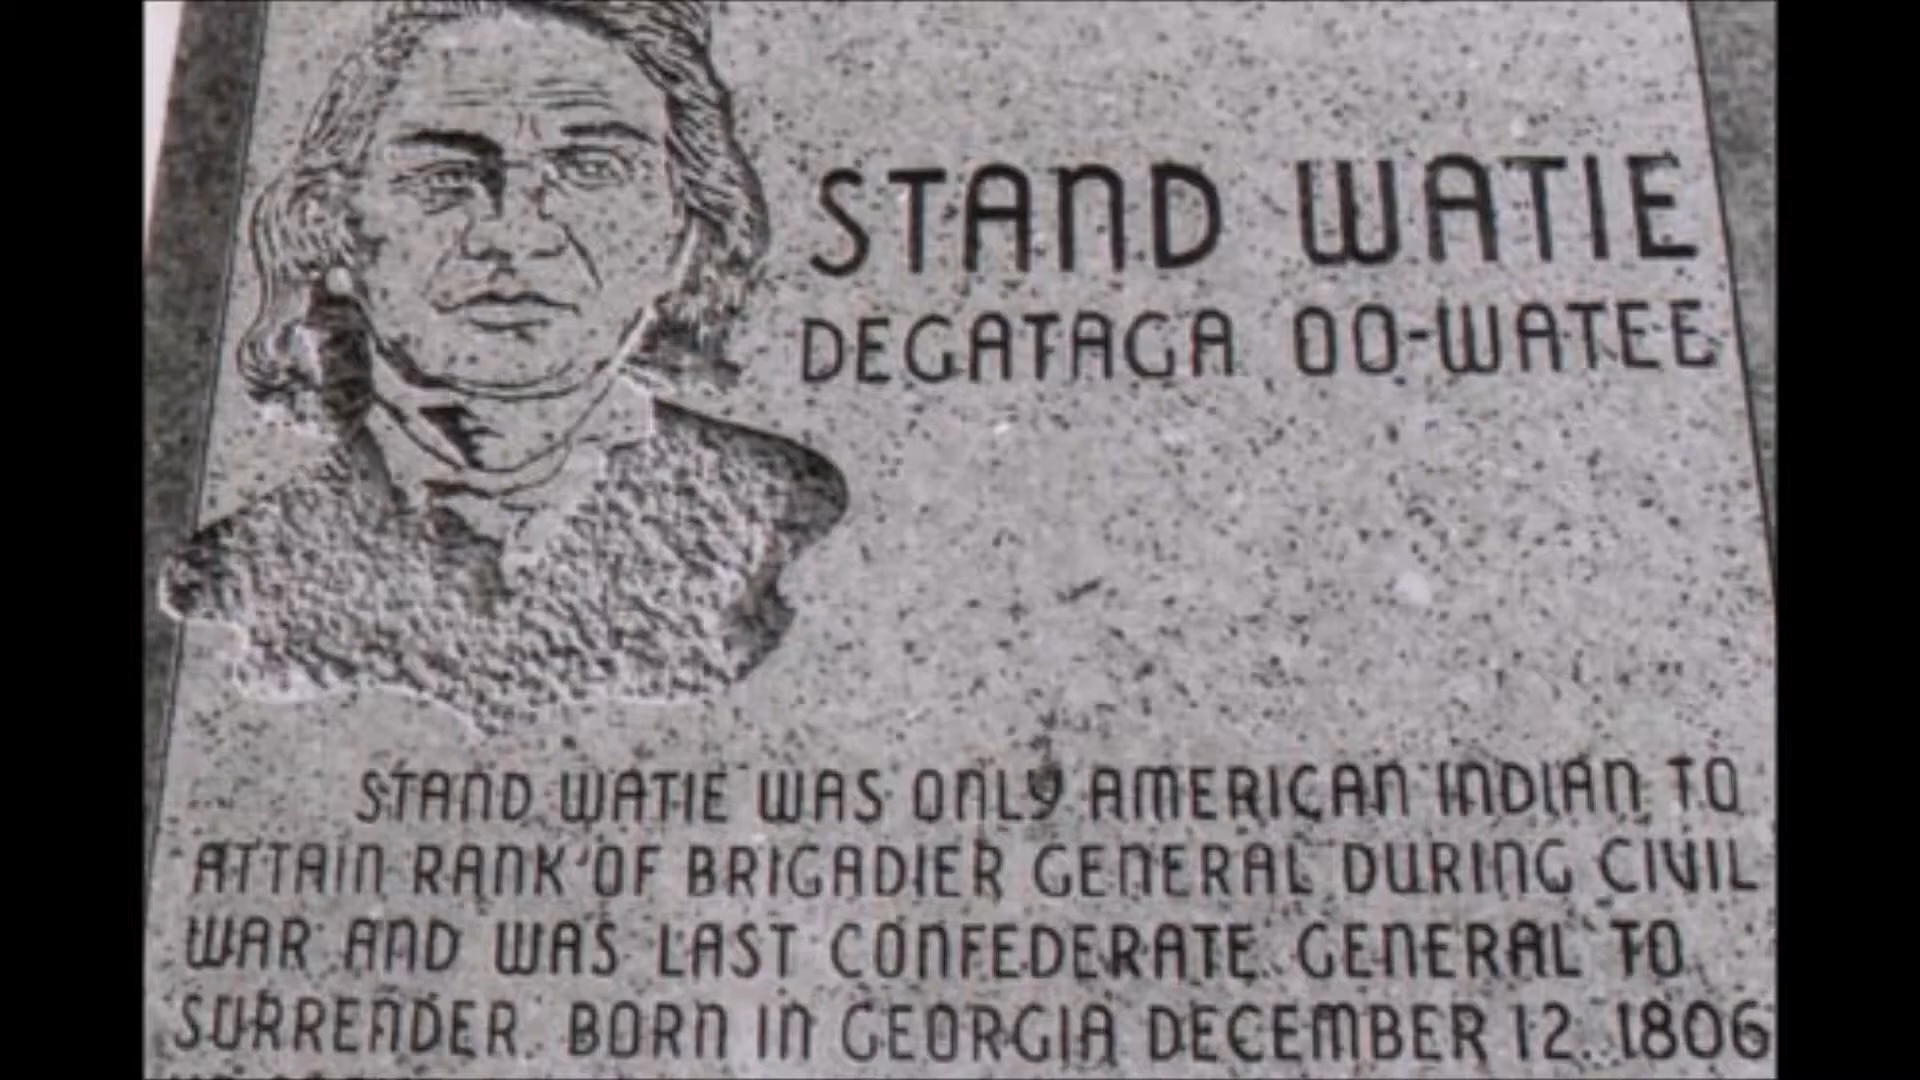 STAND WATIE
DEGATAGA OO-WATEE
STAND WATIE WAS ONLY AMERICAN INDIAN TO
ATTAIN RANK OF BRIGADIER GENERAL DURING CIVIL
WAR AND WAS LAST CONFEDERATE GENERAL TO
SURRENDER. BORN IN GEORGIA DECEMBER 12, 1806